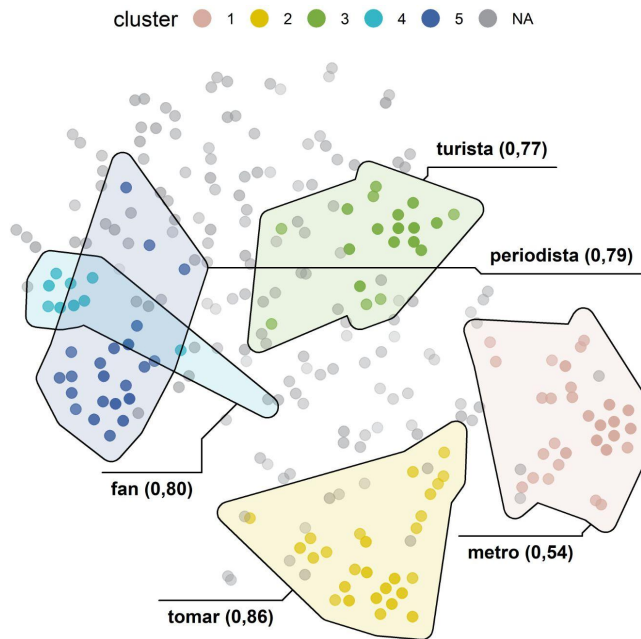 cluster 1 2 3 4 5 NA
turista (0,77)
periodista (0,79)
fan (0,80)
metro (0,54)
tomar (0,86)